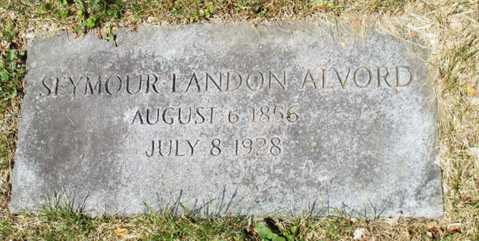 SEYMOUR LANDON ALVORD
AUGUST 6 1856
JULY 8 1928